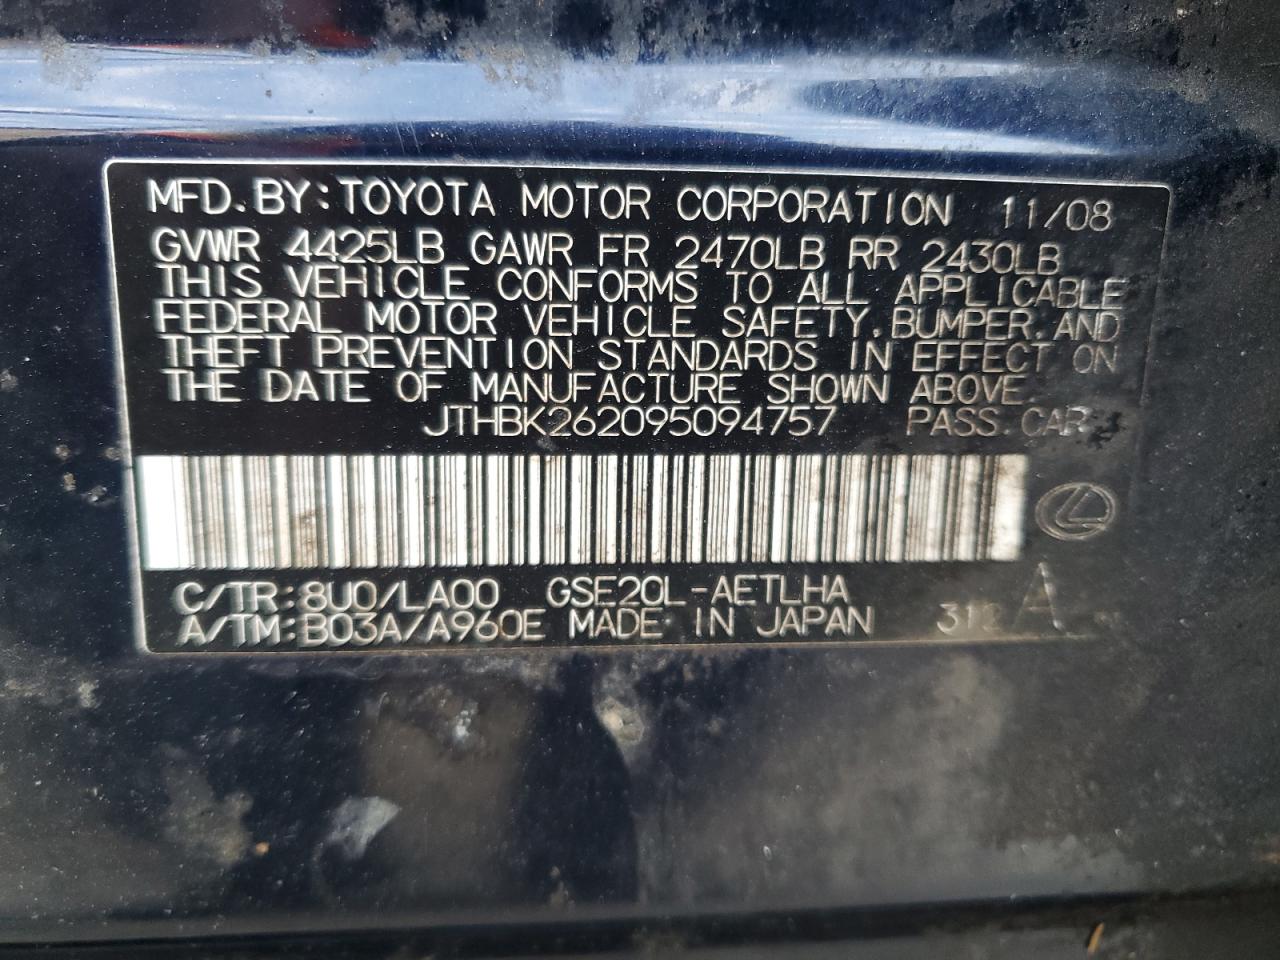 MFD. BY: TOYOTA MOTOR CORPORATION 11/08
GVWR 4425LB GAWR FR 2470LB RR 2430LB
THIS VEHICLE CONFORMS TO ALL APPLICABLE
FEDERAL MOTOR VEHICLE SAFETY, BUMPER, AND
THEFT PREVENTION STANDARDS IN EFFECT ON
THE DATE OF MANUFACTURE SHOWN ABOVE.
JTHBK262095094757 PASS. CAR
C/TR: 8U0/LA00 GSE20L-AETLHA
A/TM: B03A/A960E MADE IN JAPAN 312 A